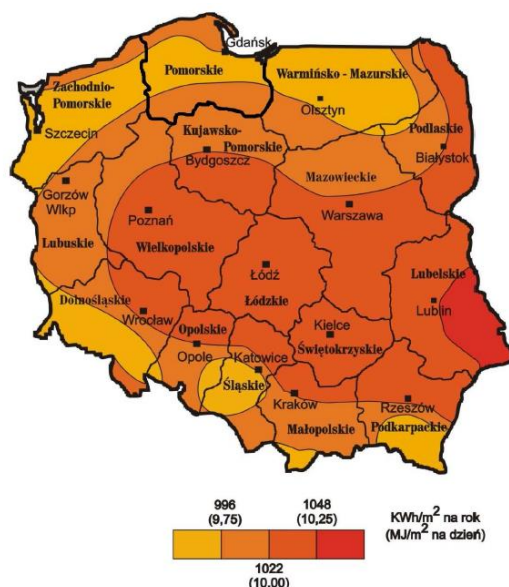 Gdańsk
Pomorskie
Warmińsko - Mazurskie
Zachodnio-
Pomorskie
Olsztyn
Szczecin
Podlaskie
Kujawsko-
Pomorskie
Białystok
Bydgoszcz
Mazowieckie
Gorzów
Wlkp
Poznań
Warszawa
Lubuskie
Wielkopolskie
Łódź
Lubelskie
Łódzkie
Dolnośląskie
Lublin
Wrocław
Opolskie
Kielce
Świętokrzyskie
Opole
Katowice
Śląskie
Kraków
Rzeszów
Małopolskie
Podkarpackie
996
(9,75)
1048
(10,25)
KWh/m² na rok
(MJ/m² na dzień)
1022
(10,00)